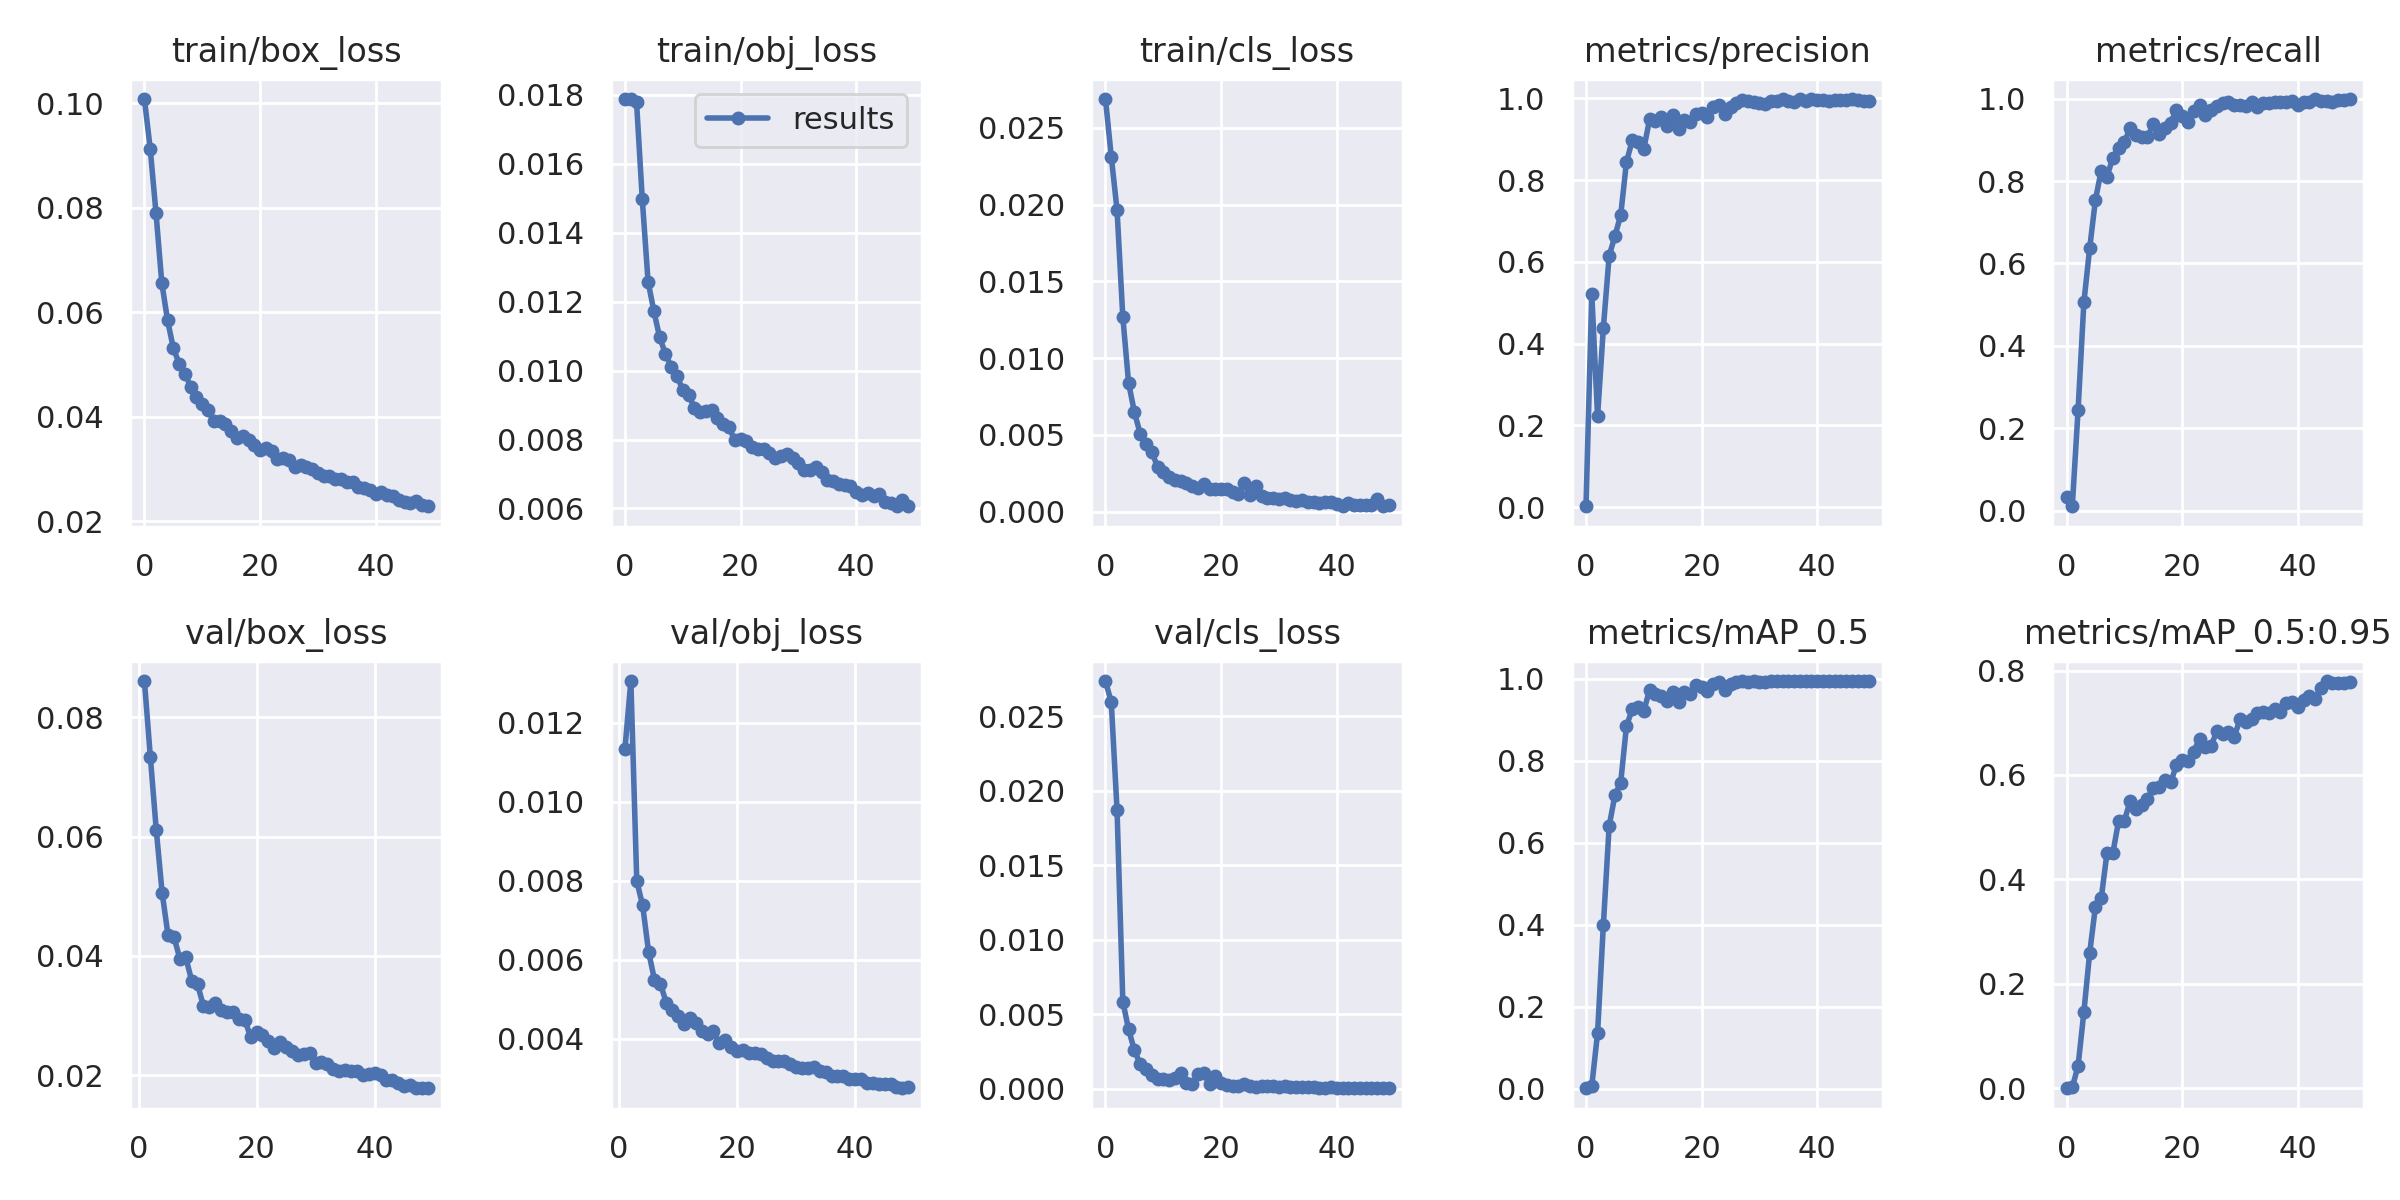 train/box_loss
0.10
0.08
0.06
0.04
0.02
0 20 40
train/obj_loss
results
0.018
0.016
0.014
0.012
0.010
0.008
0.006
0 20 40
train/cls_loss
0.025
0.020
0.015
0.010
0.005
0.000
0 20 40
metrics/precision
1.0
0.8
0.6
0.4
0.2
0.0
0 20 40
metrics/recall
1.0
0.8
0.6
0.4
0.2
0.0
0 20 40
val/box_loss
0.08
0.06
0.04
0.02
0 20 40
val/obj_loss
0.012
0.010
0.008
0.006
0.004
0 20 40
val/cls_loss
0.025
0.020
0.015
0.010
0.005
0.000
0 20 40
metrics/mAP_0.5
1.0
0.8
0.6
0.4
0.2
0.0
0 20 40
metrics/mAP_0.5:0.95
0.8
0.6
0.4
0.2
0.0
0 20 40